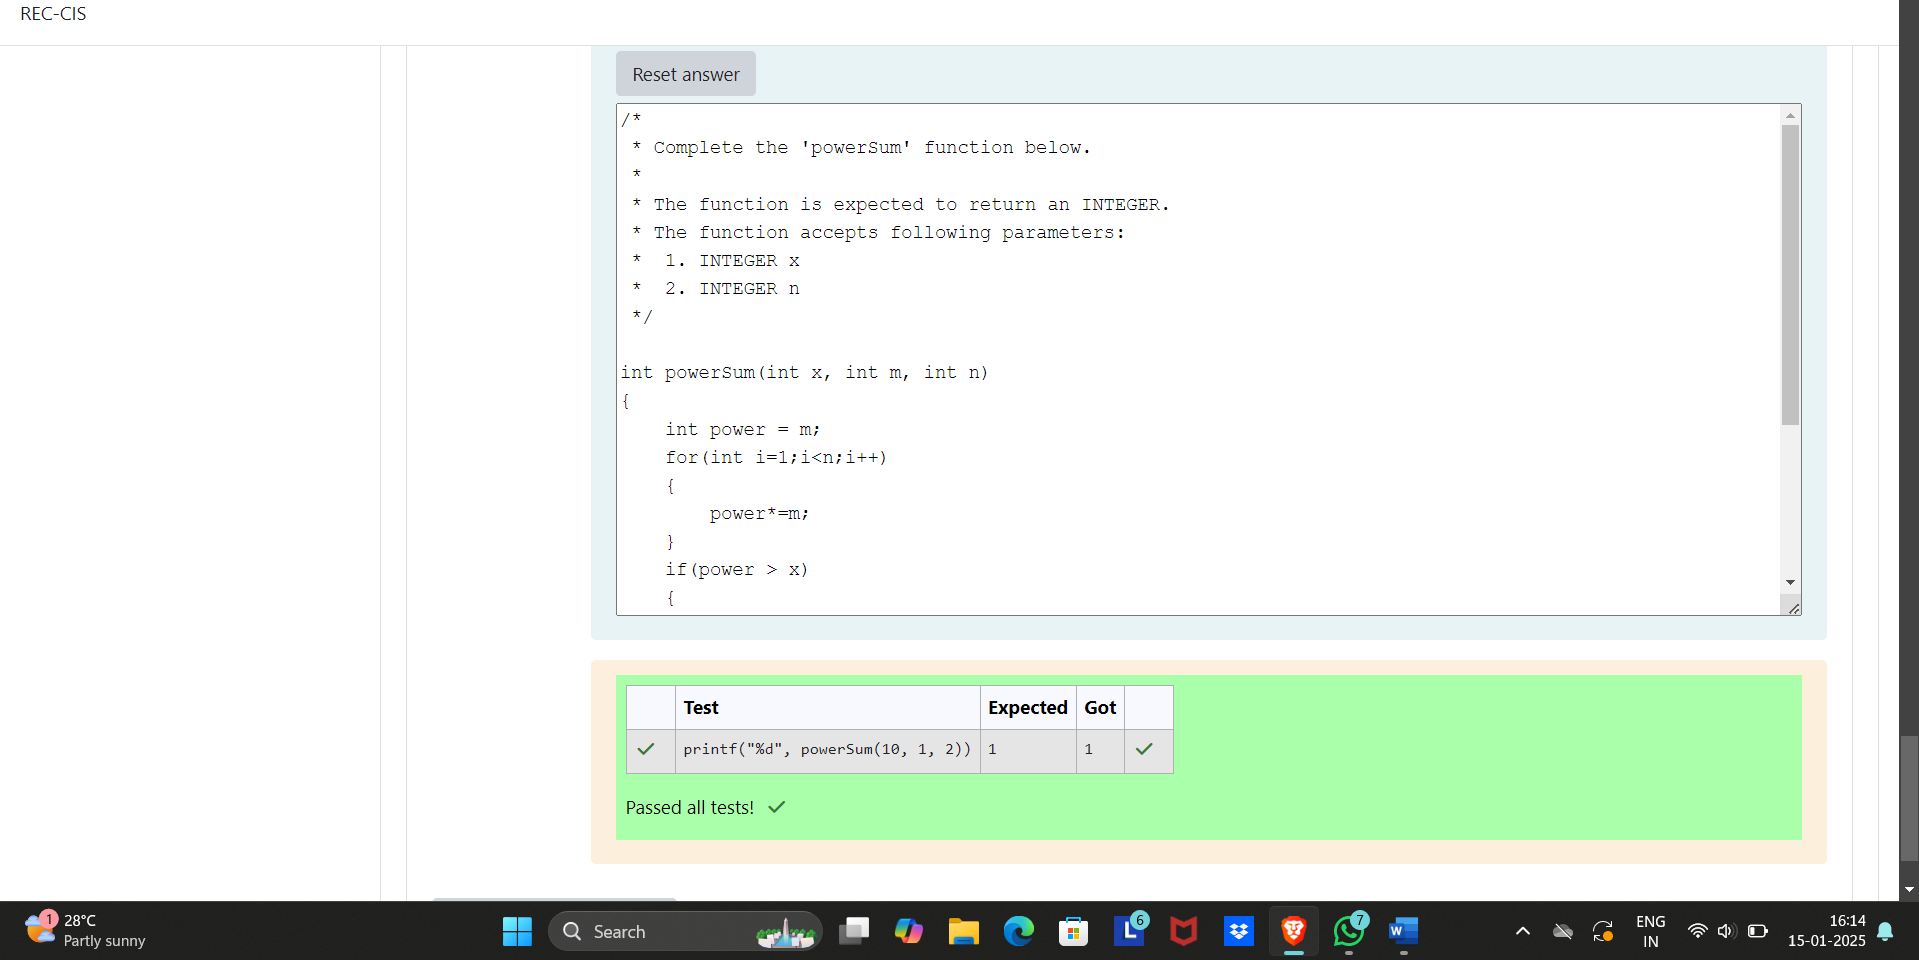 REC-CIS
Reset answer
/*
 * Complete the 'powerSum' function below.
 *
 * The function is expected to return an INTEGER.
 * The function accepts following parameters:
 *  1. INTEGER x
 *  2. INTEGER n
 */
int powerSum(int x, int m, int n)
{
    int power = m;
    for(int i=1;i<n;i++)
    {
        power*=m;
    }
    if(power > x)
    {
Test Expected Got
printf("%d", powerSum(10, 1, 2)) 1 1
Passed all tests!
1
28°C
Partly sunny
Search
L 6
7
W
ENG
IN
16:14
15-01-2025